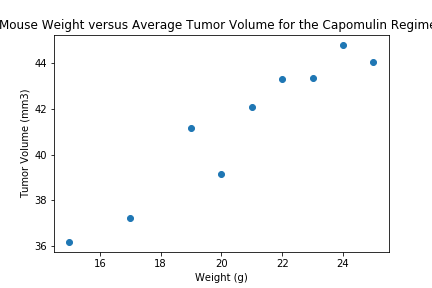 Mouse Weight versus Average Tumor Volume for the Capomulin Regime
44
42
40
38
36
Tumor Volume (mm3)
16 18 20 22 24
Weight (g)